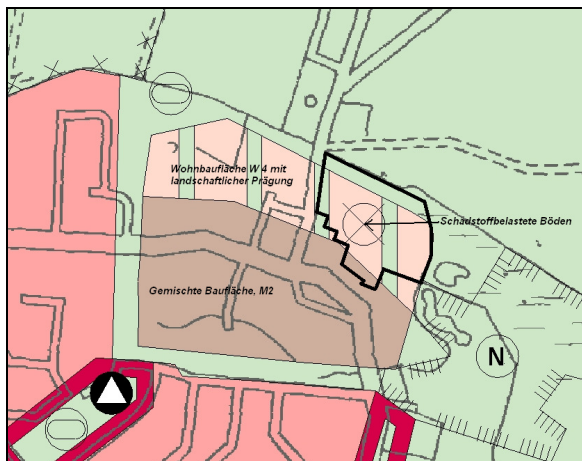 Wohnbaufläche W 4 mit
landschaftlicher Prägung
Schadstoffbelastete Böden
Gemischte Baufläche, M2
N